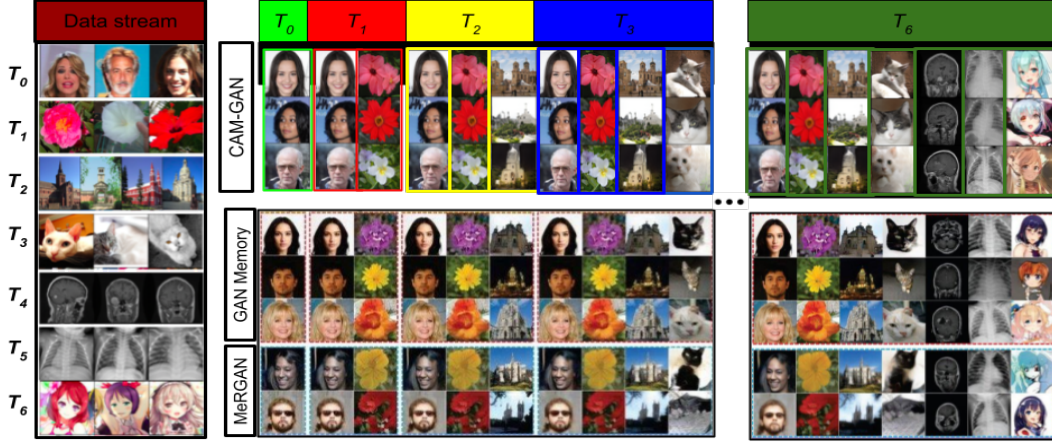 Data stream
T0
T1
T2
T3
T4
T5
T6
T0 T1 T2 T3 T6
CAM-GAN
...
GAN Memory
MeRGAN